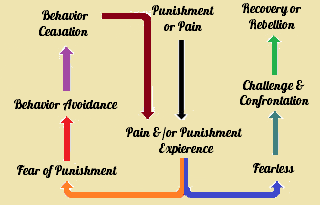 Behavior
Ceasation
Punishment
or Pain
Recovery or
Rebellion
Behavior Avoidance
Challenge &
Confrontation
Pain &/or Punishment
Expierence
Fear of Punishment
Fearless